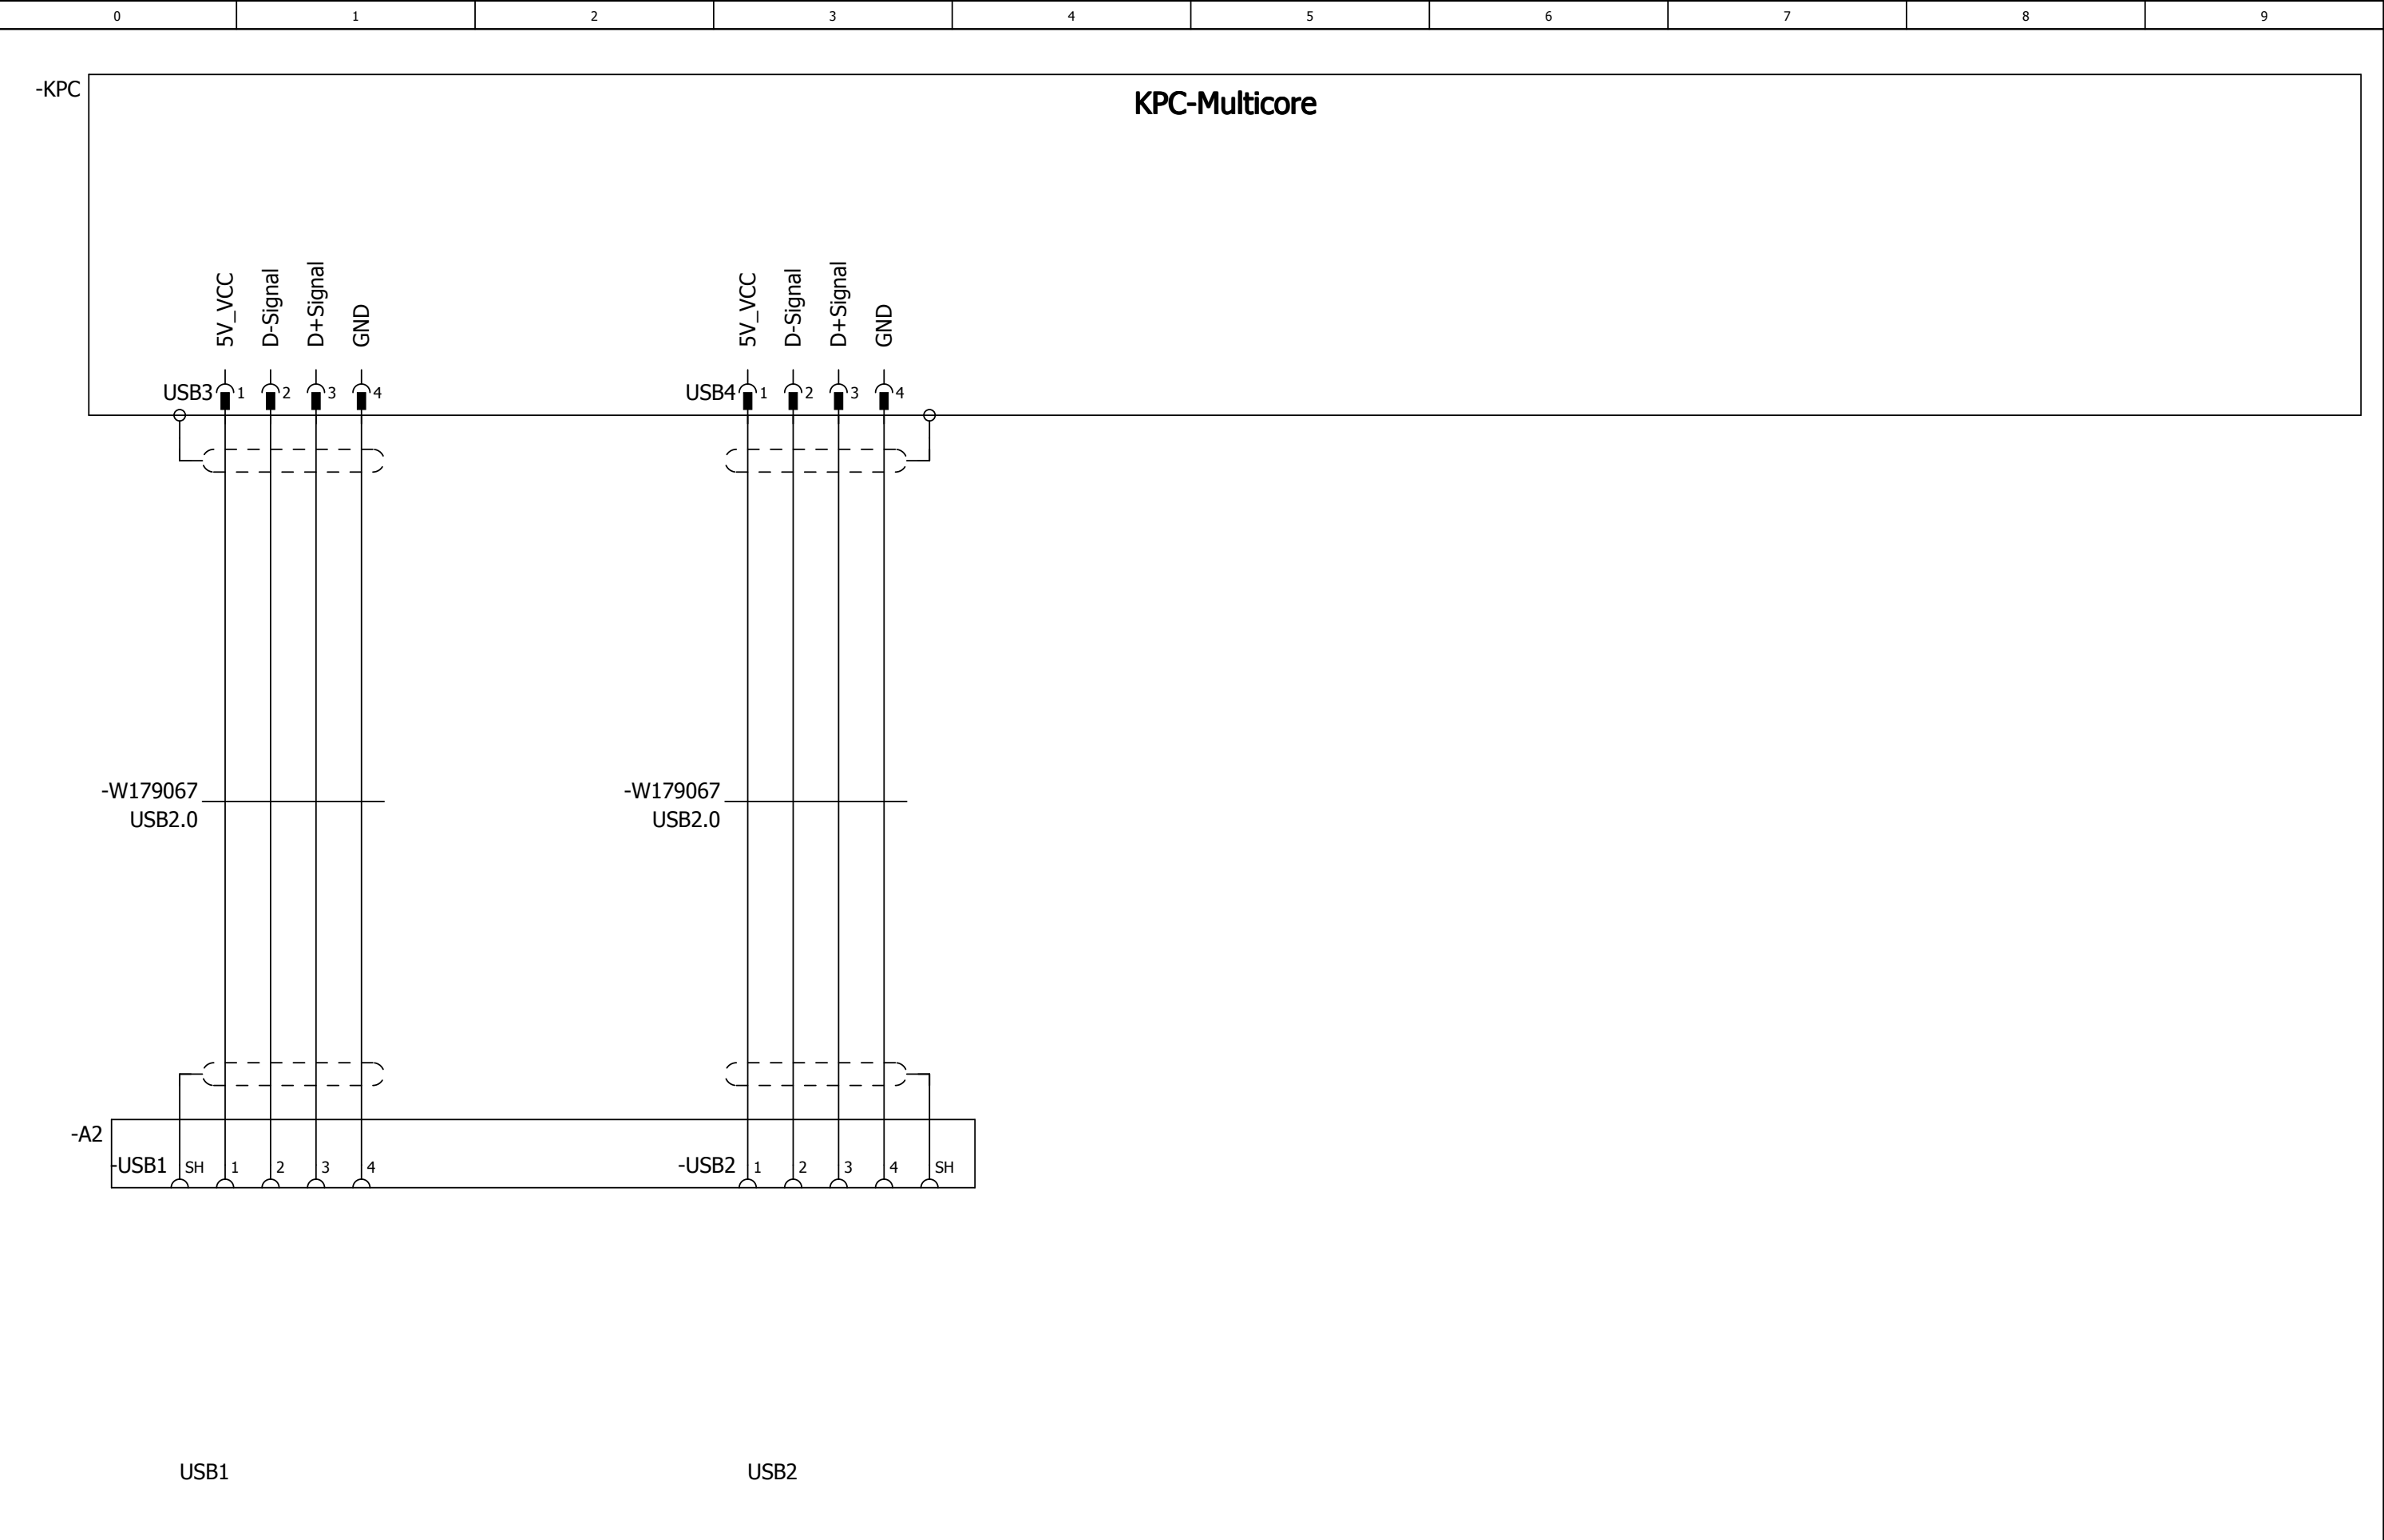 0 1 2 3 4 5 6 7 8 9
-KPC
KPC-Multicore
5V_VCC D-Signal D+Signal GND
5V_VCC D-Signal D+Signal GND
USB3 1 2 3 4
USB4 1 2 3 4
-W179067
USB2.0
-W179067
USB2.0
-A2
-USB1 SH 1 2 3 4
-USB2 1 2 3 4 SH
USB1
USB2